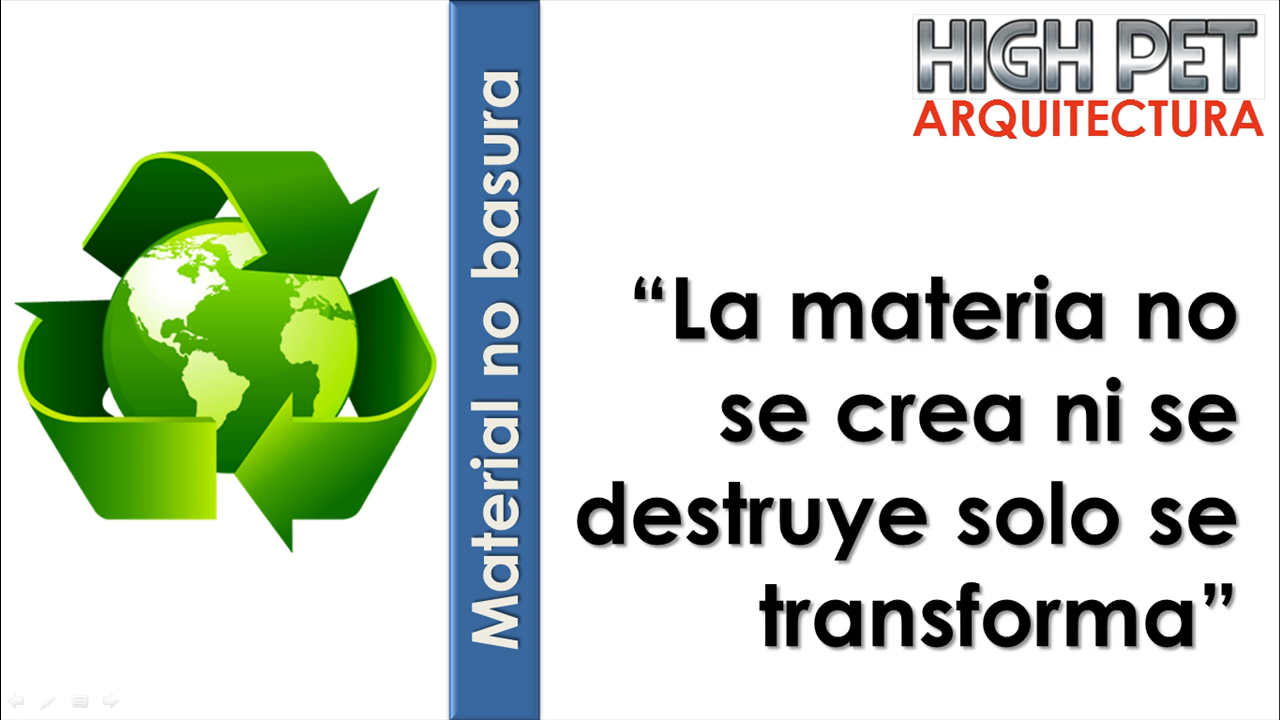 HIGH PET
ARQUITECTURA
Material no basura
“La materia no
se crea ni se
destruye solo se
transforma”